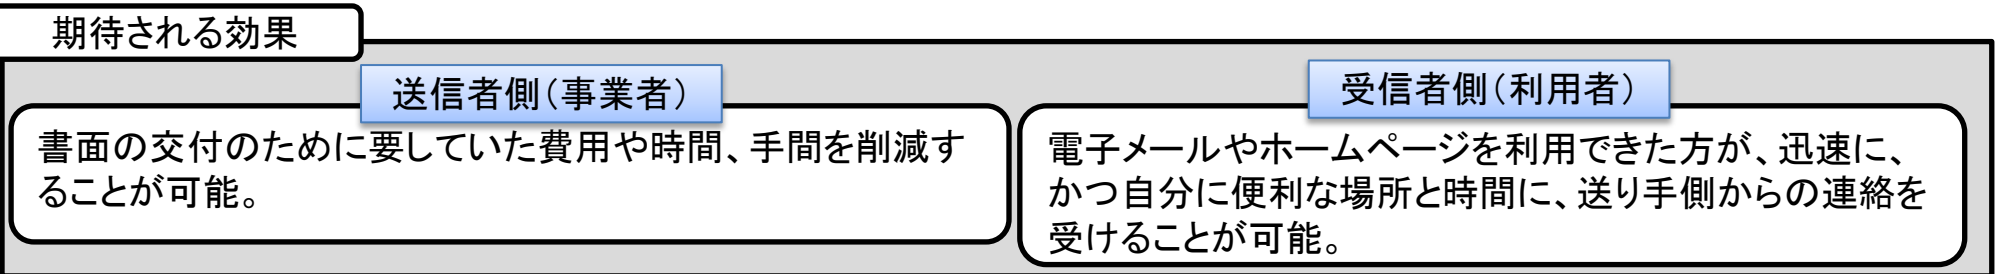 期待される効果
送信者側（事業者）
書面の交付のために要していた費用や時間、手間を削減す
ることが可能。
受信者側（利用者）
電子メールやホームページを利用できた方が、迅速に、
かつ自分に便利な場所と時間に、送り手側からの連絡を
受けることが可能。